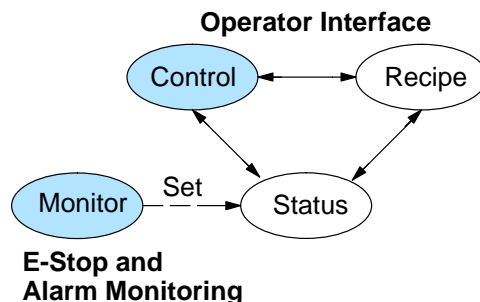 Operator Interface
Control
Recipe
Set
Monitor
Status
E-Stop and
Alarm Monitoring